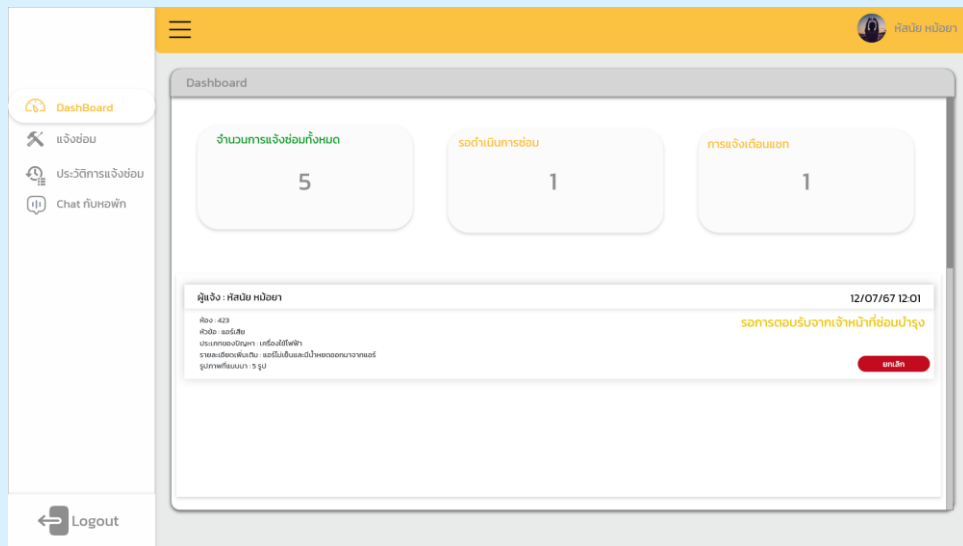 หัสนัย หม้อยา
Dashboard
DashBoard
แจ้งซ่อม
ประวัติการแจ้งซ่อม
Chat กับหอพัก
Logout
จำนวนการแจ้งซ่อมทั้งหมด
5
รอดำเนินการซ่อม
1
การแจ้งเตือนแชท
1
ผู้แจ้ง : หัสนัย หม้อยา
12/07/67 12:01
ห้อง : 423
หัวข้อ : แอร์เสีย
ประเภทของปัญหา : เครื่องใช้ไฟฟ้า
รายละเอียดเพิ่มเติม : แอร์ไม่เย็นและมีน้ำหยดออกมาจากแอร์
รูปภาพที่แนบมา : 5 รูป
รอการตอบรับจากเจ้าหน้าที่ซ่อมบำรุง
ยกเลิก